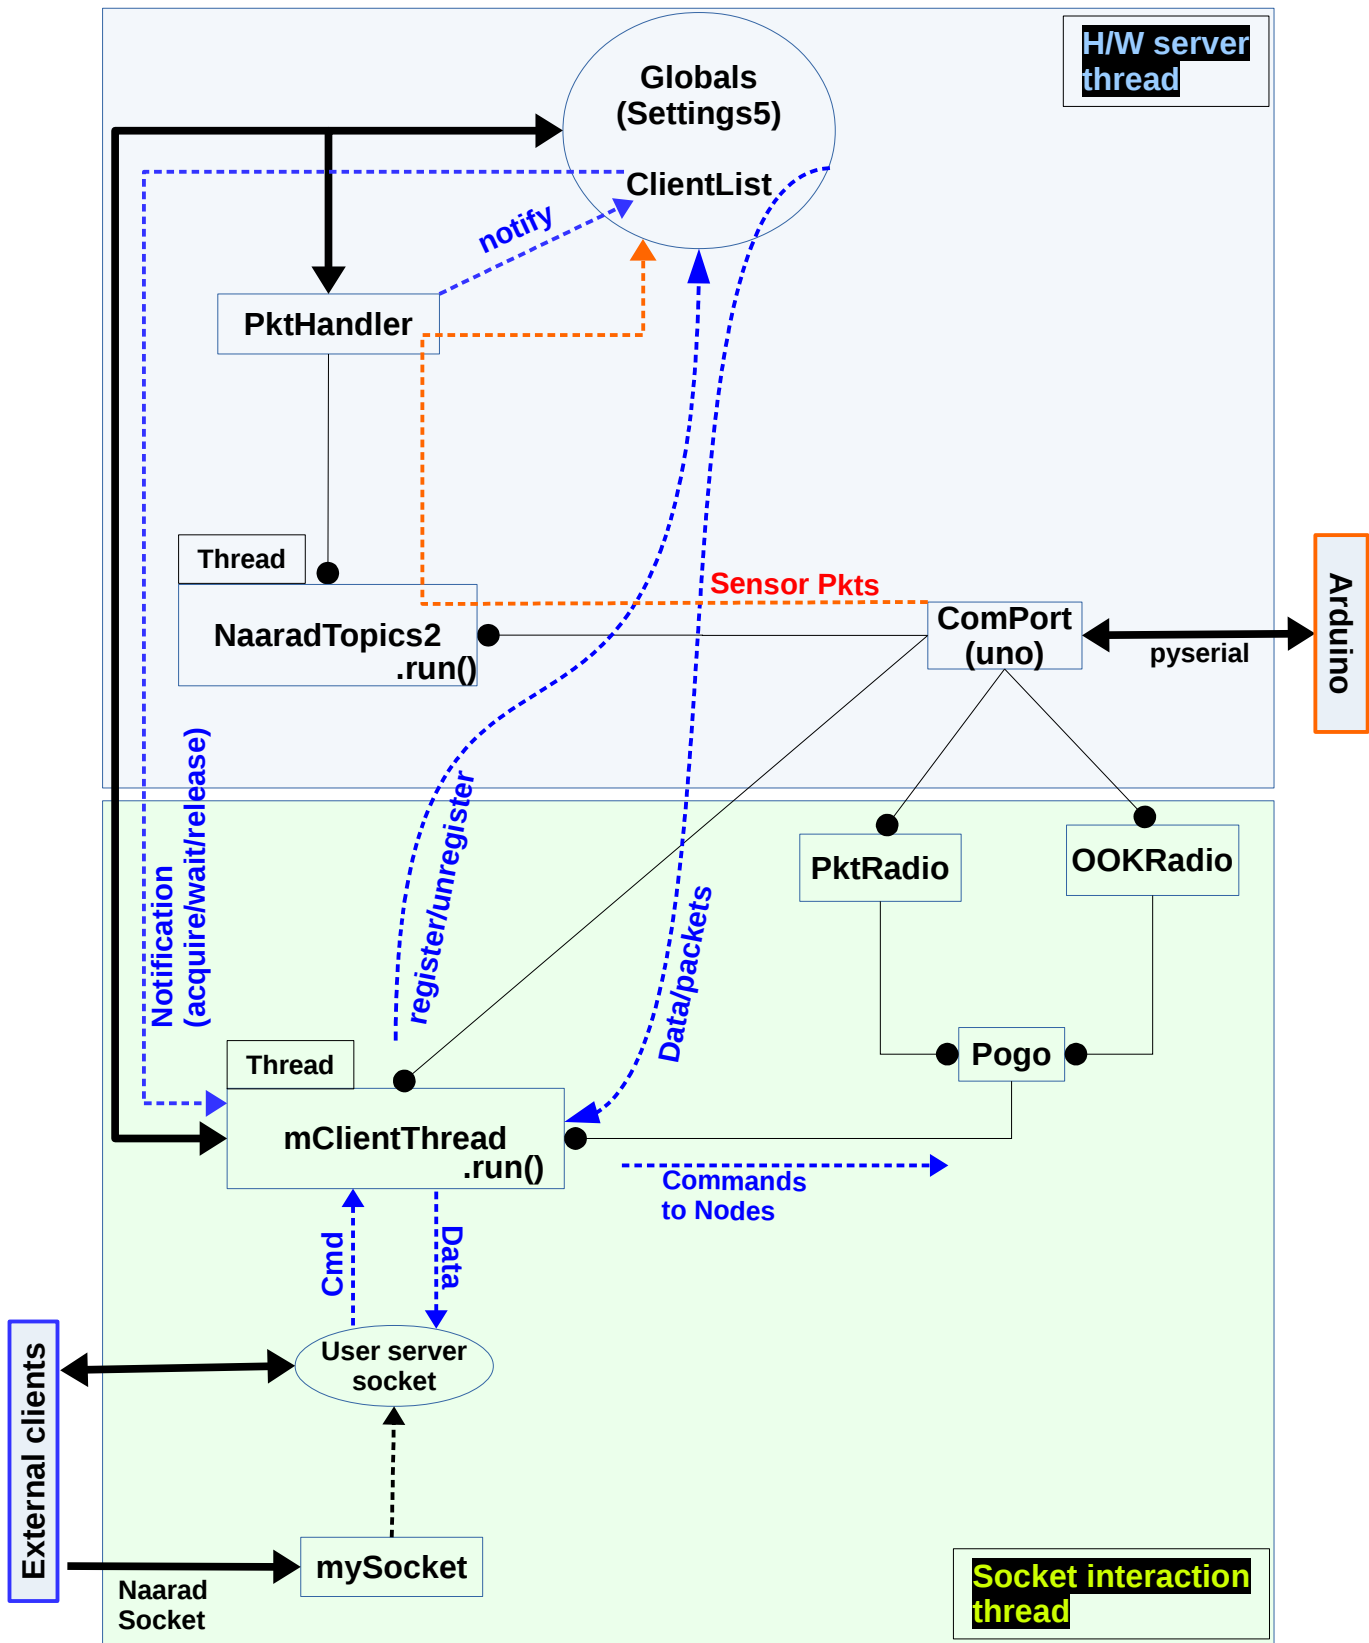 H/W server
thread
Globals
(Settings5)
ClientList
notify
PktHandler
Thread
NaaradTopics2
.run()
Sensor Pkts
ComPort
(uno)
pyserial
Arduino
Notification
(acquire/wait/release)
register/unregister
Data/packets
PktRadio
OOKRadio
Pogo
Thread
mClientThread
.run()
Commands
to Nodes
Cmd
Data
User server
socket
External clients
mySocket
Naarad
Socket
Socket interaction
thread